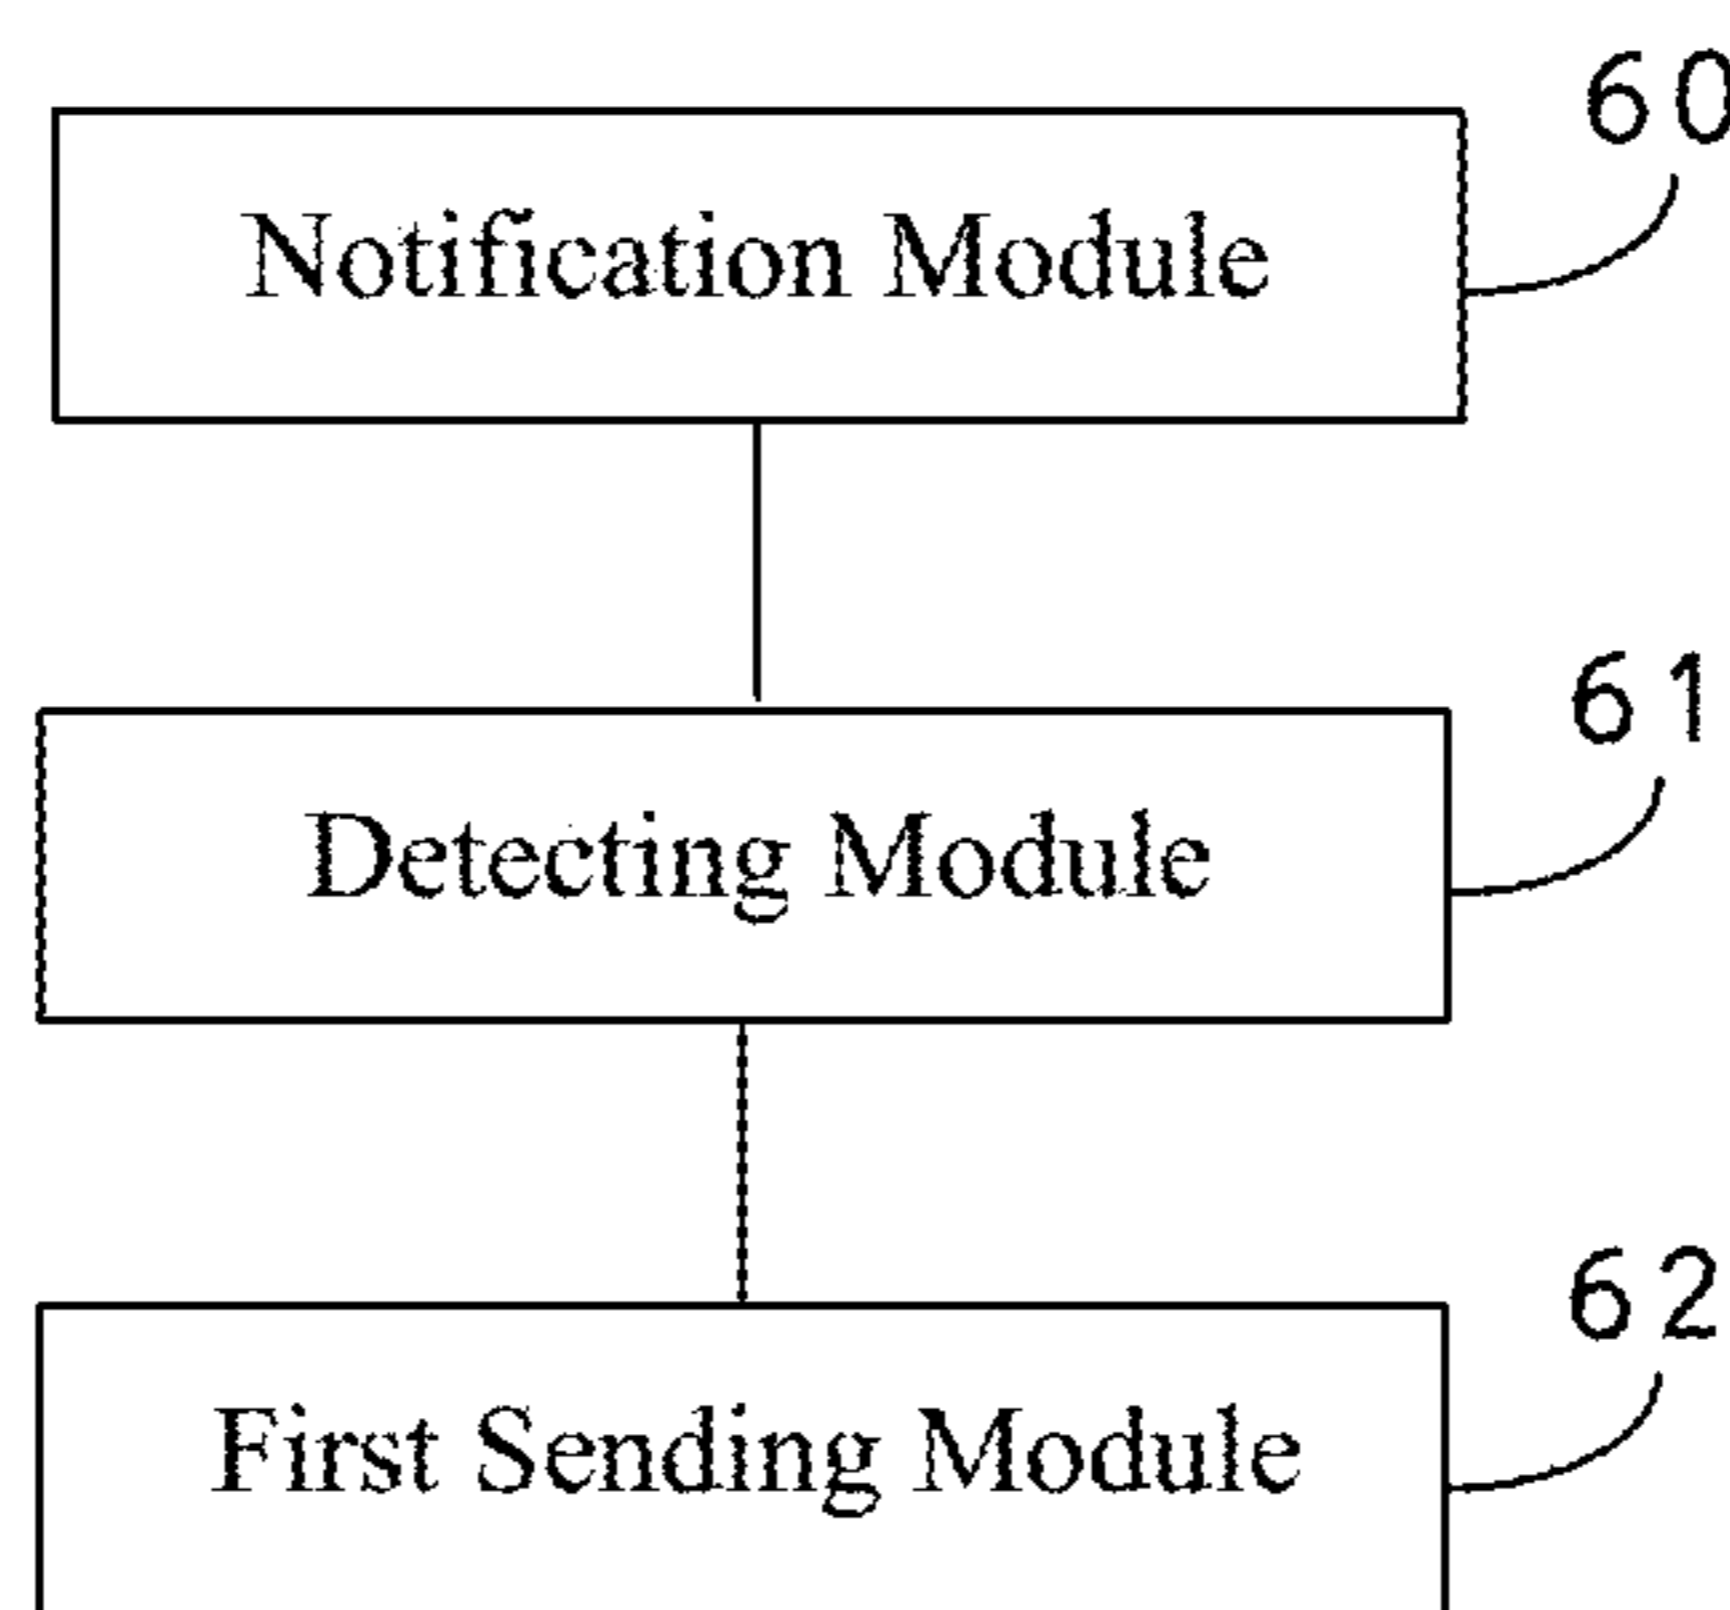 60
Notification Module
61
Detecting Module
62
First Sending Module